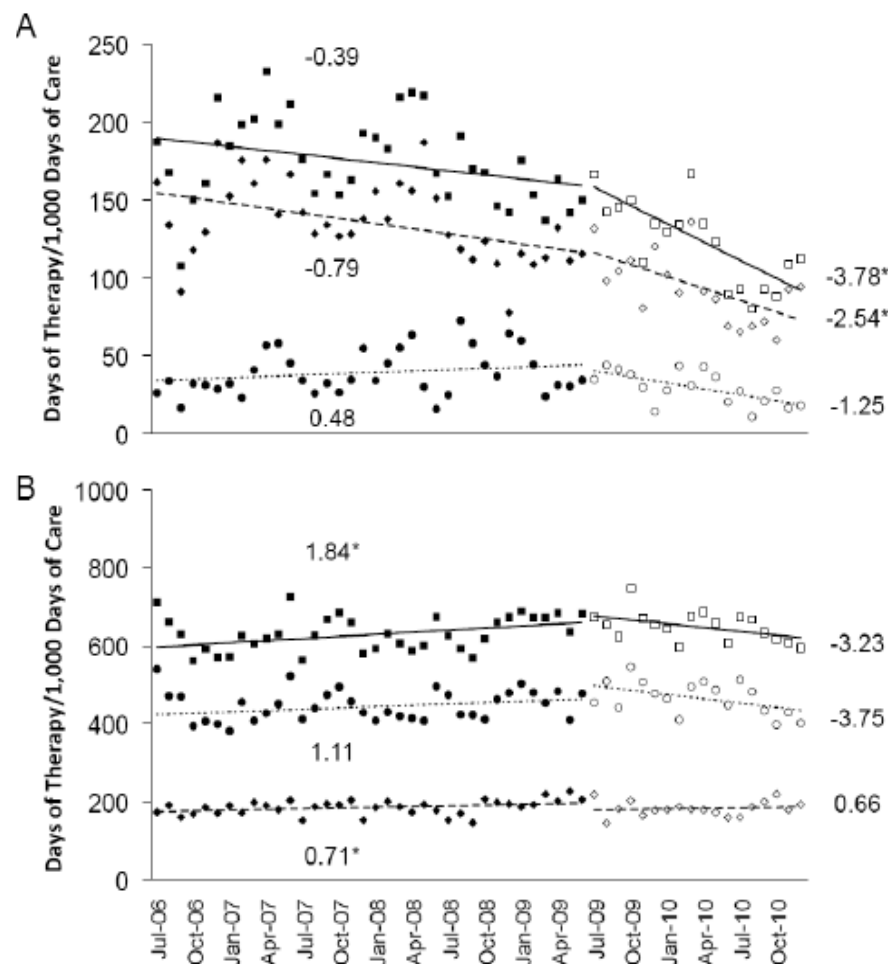 A
Days of Therapy/1,000 Days of Care
250
200
150
100
50
0
-0.39
-0.79
0.48
-3.78*
-2.54*
-1.25
B
Days of Therapy/1,000 Days of Care
1000
800
600
400
200
0
1.84*
1.11
0.71*
-3.23
-3.75
0.66
Jul-06
Oct-06
Jan-07
Apr-07
Jul-07
Oct-07
Jan-08
Apr-08
Jul-08
Oct-08
Jan-09
Apr-09
Jul-09
Oct-09
Jan-10
Apr-10
Jul-10
Oct-10